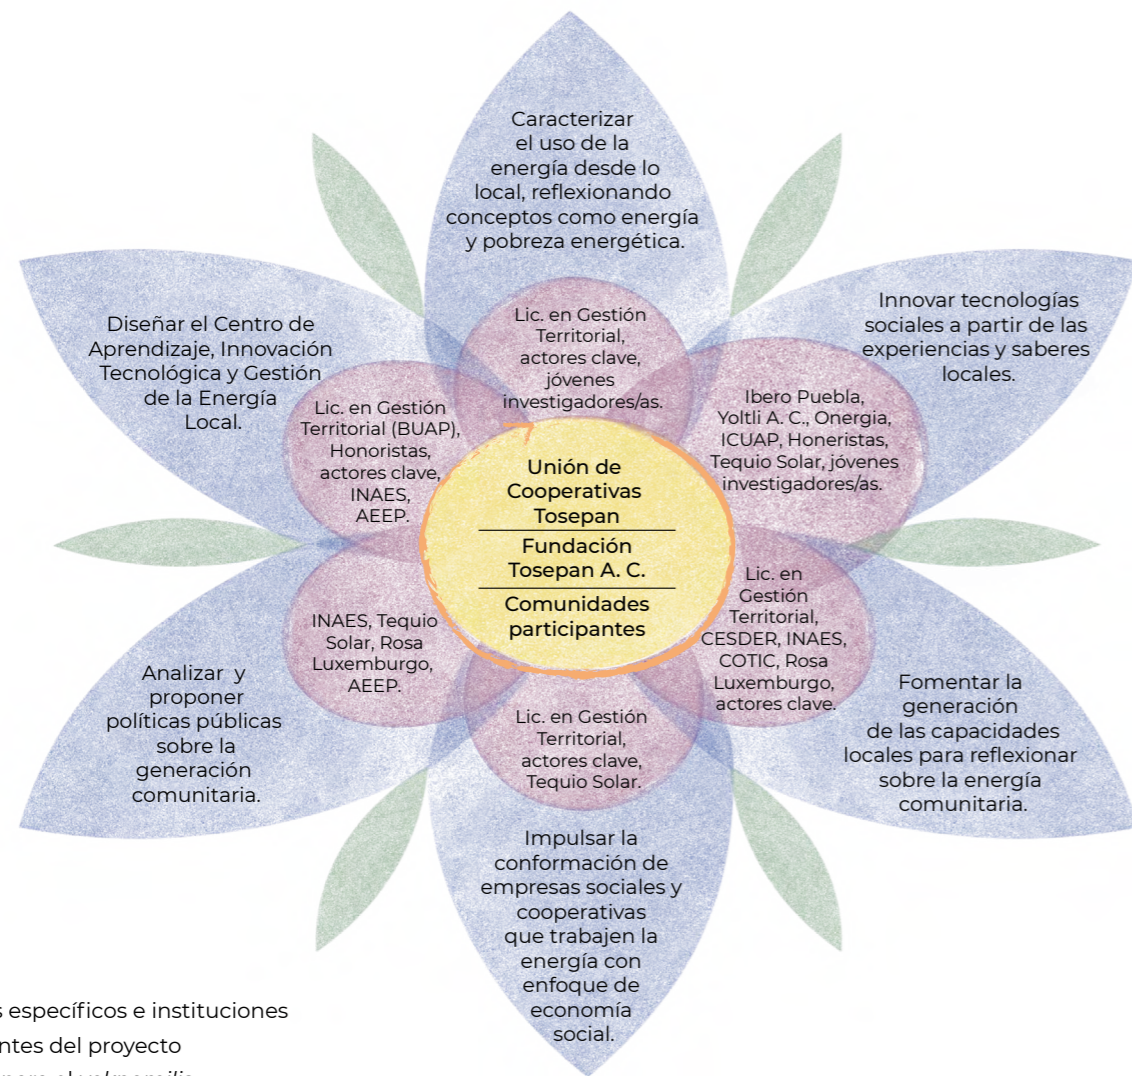 Caracterizar
el uso de la
energía desde lo
local, reflexionando
conceptos como energía
y pobreza energética.
Lic. en Gestión
Territorial,
actores clave,
jóvenes
investigadores/as.
Innovar tecnologías
sociales a partir de las
experiencias y saberes
locales.
Ibero Puebla,
Yoltli A. C., Onergia,
ICUAP, Honeristas,
Tequio Solar, jóvenes
investigadores/as.
Diseñar el Centro de
Aprendizaje, Innovación
Tecnológica y Gestión
de la Energía
Local.
Lic. en Gestión
Territorial (BUAP),
Honoristas,
actores clave,
INAES,
AEEP.
Unión de
Cooperativas
Tosepan
Fundación
Tosepan A. C.
Comunidades
participantes
Lic. en
Gestión
Territorial,
CESDER, INAES,
COTIC, Rosa
Luxemburgo,
actores clave.
Fomentar la
generación
de las capacidades
locales para reflexionar
sobre la energía
comunitaria.
INAES, Tequio
Solar, Rosa
Luxemburgo,
AEEP.
Analizar y
proponer
políticas públicas
sobre la
generación
comunitaria.
Lic. en Gestión
Territorial,
actores clave,
Tequio Solar.
Impulsar la
conformación de
empresas sociales y
cooperativas
que trabajen la
energía con
enfoque de
economía
social.
específicos e instituciones
del proyecto